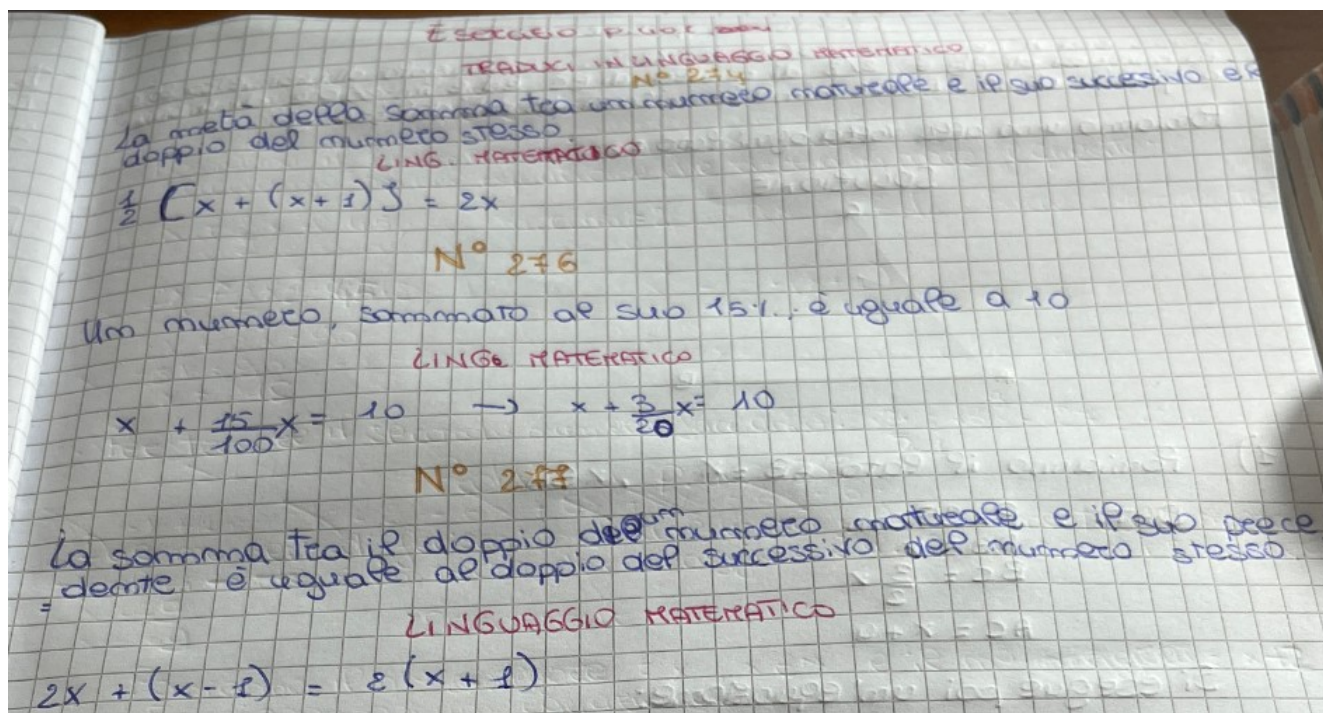 TRADUCI IN LINGUAGGIO MATEMATICO
N° 274
La metà della somma tra un numero naturale e il suo successivo è il
doppio del numero stesso.
LING. MATEMATICO
1/2 [x + (x + 1)] = 2x
N° 276
Un numero, sommato al suo 15%, è uguale a 10
LING. MATEMATICO
x + 15/100 x = 10 → x + 3/20 x = 10
N° 277
La somma tra il doppio di un numero naturale e il suo prece
= dente è uguale al doppio del successivo del numero stesso
LINGUAGGIO MATEMATICO
2x + (x - 1) = 2(x + 1)